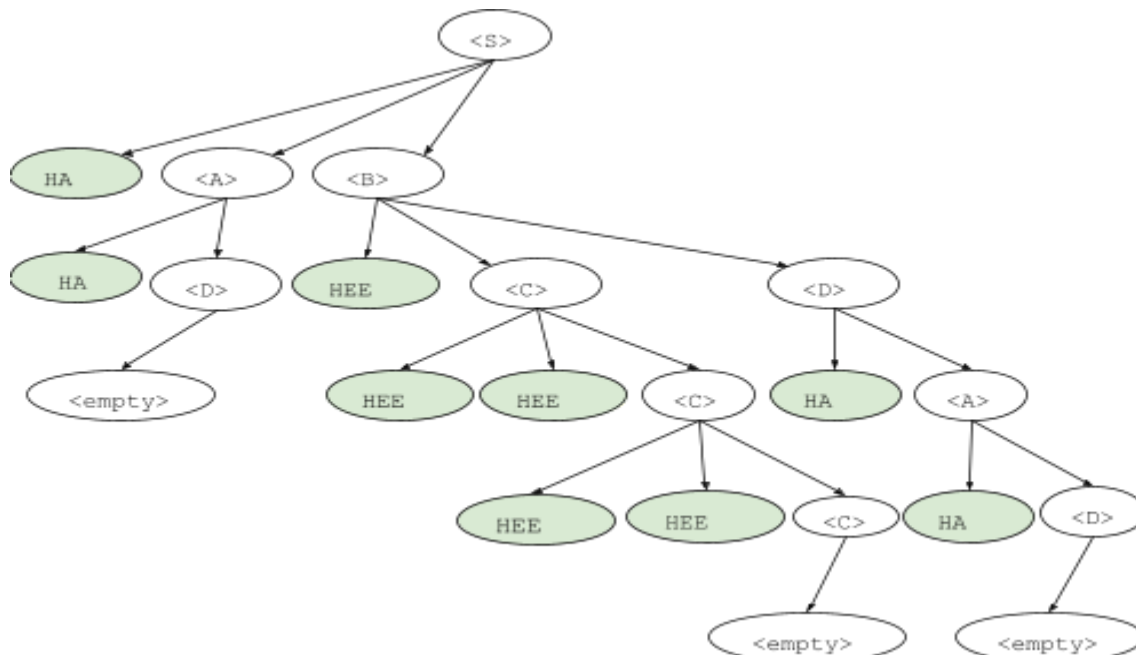 <S>
HA <A> <B>
HA <D> HEE <C> <D>
<empty> HEE HEE <C> HA <A>
HEE HEE <C> HA <D>
<empty> <empty>